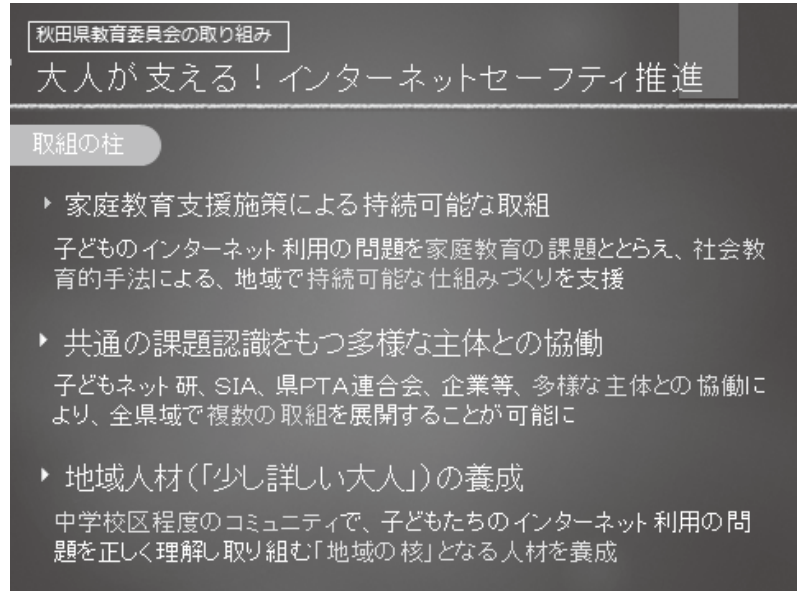 秋田県教育委員会の取り組み
大人が支える！インターネットセーフティ推進
取組の柱
家庭教育支援施策による持続可能な取組
子どものインターネット利用の問題を家庭教育の課題ととらえ、社会教
育的手法による、地域で持続可能な仕組みづくりを支援
共通の課題認識をもつ多様な主体との協働
子どもネット研、SIA、県PTA連合会、企業等、多様な主体との協働に
より、全県域で複数の取組を展開することが可能に
地域人材(「少し詳しい大人」)の養成
中学校区程度のコミュニティで、子どもたちのインターネット利用の問
題を正しく理解し取り組む「地域の核」となる人材を養成